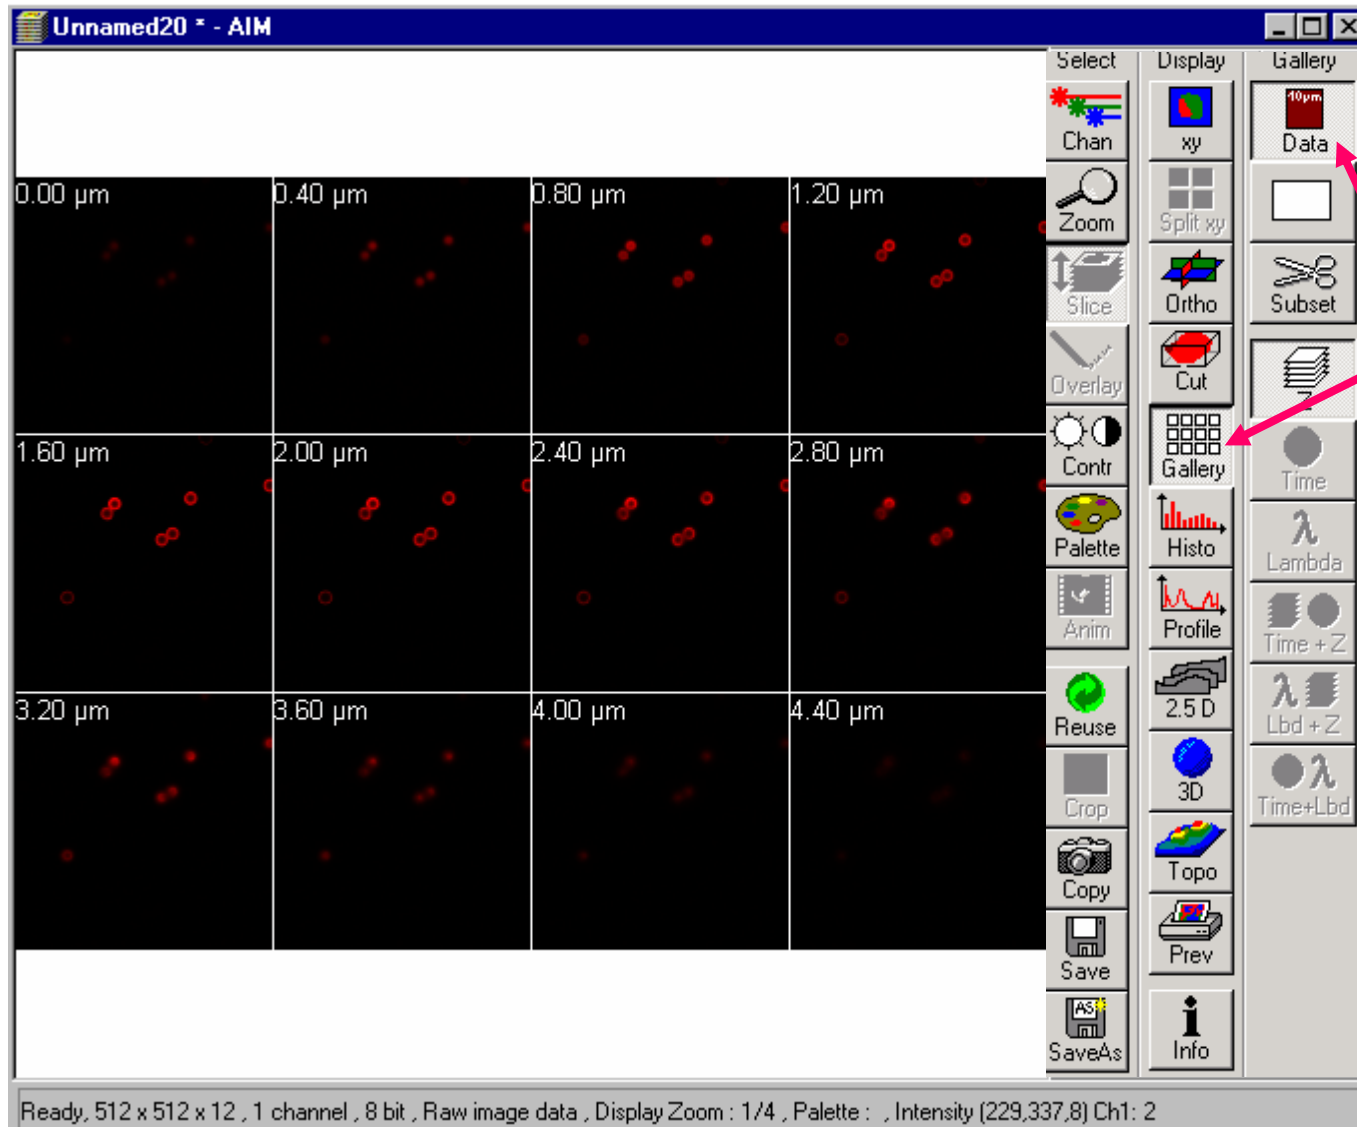 Unnamed20 * - AIM
Select
Display
Gallery
Chan
xy
10µm
Data
Zoom
Split xy
Slice
Ortho
Subset
Overlay
Cut
Z
Contr
Gallery
Time
Palette
Histo
λ
Lambda
Anim
Profile
Time + Z
Reuse
2.5 D
λ
Lbd + Z
Crop
3D
λ
Time+Lbd
Copy
Topo
Save
Prev
AS
SaveAs
i
Info
0.00 µm
0.40 µm
0.80 µm
1.20 µm
1.60 µm
2.00 µm
2.40 µm
2.80 µm
3.20 µm
3.60 µm
4.00 µm
4.40 µm
Ready, 512 x 512 x 12 , 1 channel , 8 bit , Raw image data , Display Zoom : 1/4 , Palette : , Intensity (229,337,8) Ch1: 2